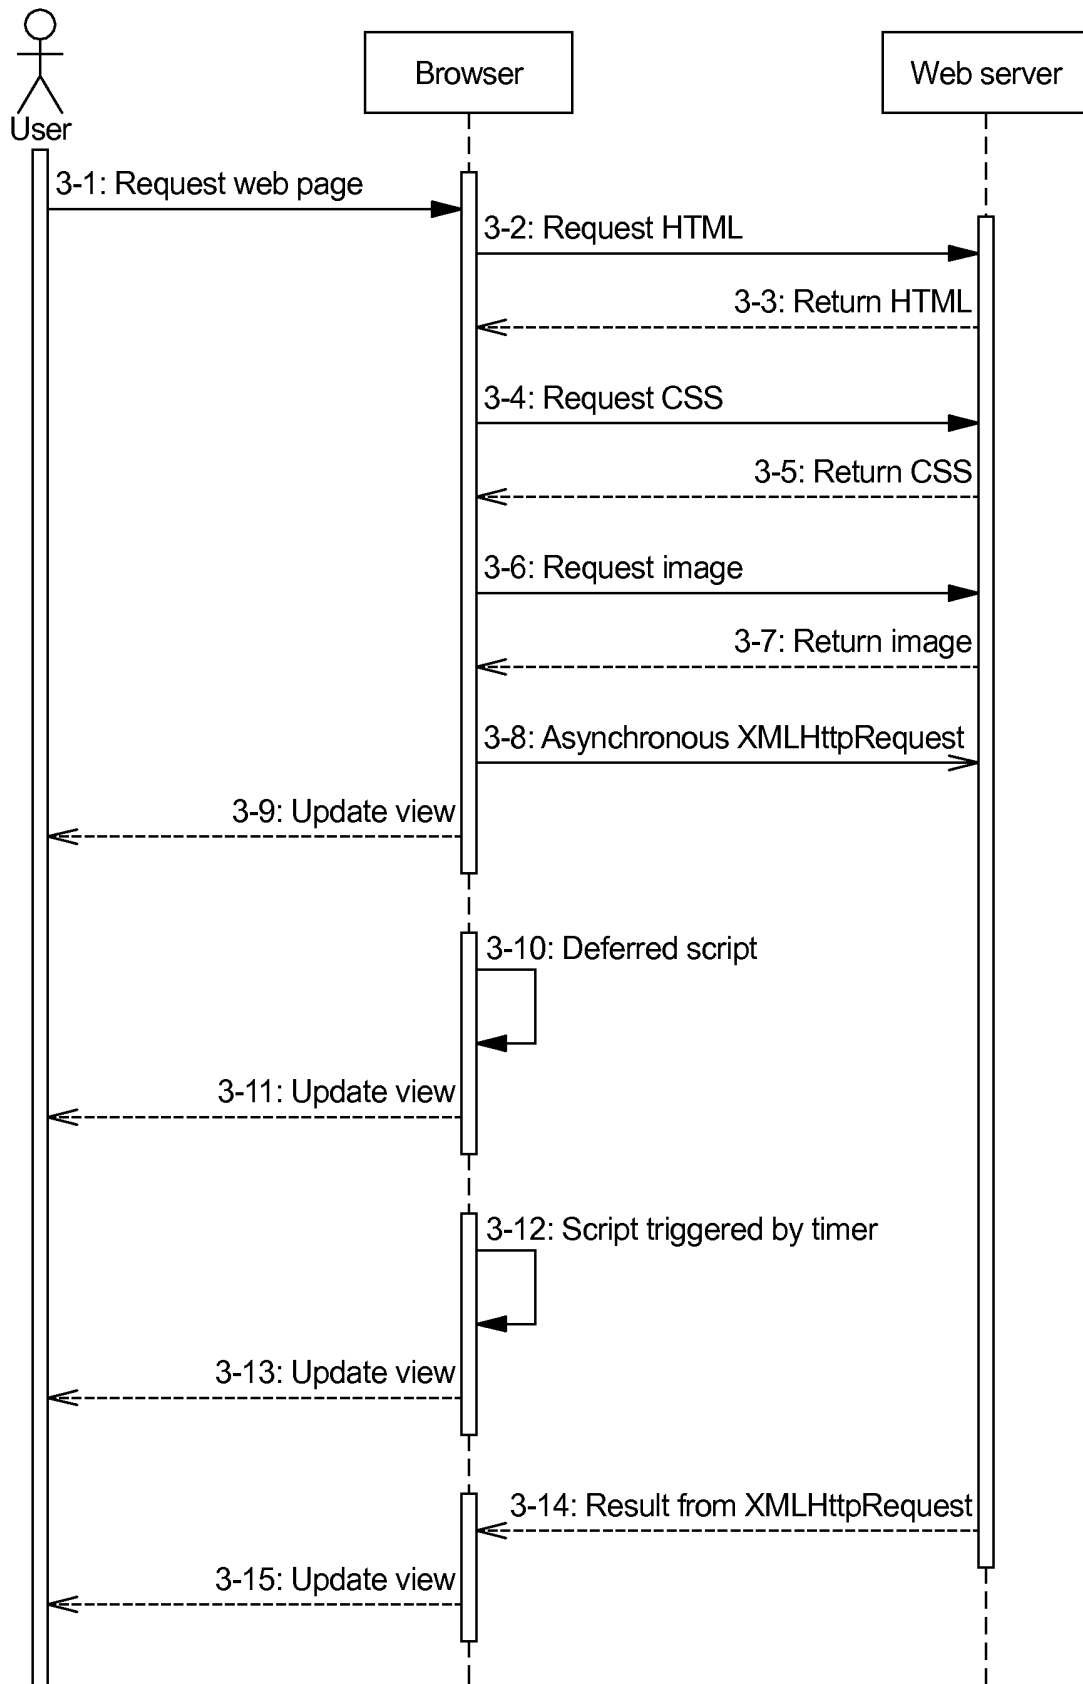 Browser
Web server
User
3-1: Request web page
3-2: Request HTML
3-3: Return HTML
3-4: Request CSS
3-5: Return CSS
3-6: Request image
3-7: Return image
3-8: Asynchronous XMLHttpRequest
3-9: Update view
3-10: Deferred script
3-11: Update view
3-12: Script triggered by timer
3-13: Update view
3-14: Result from XMLHttpRequest
3-15: Update view